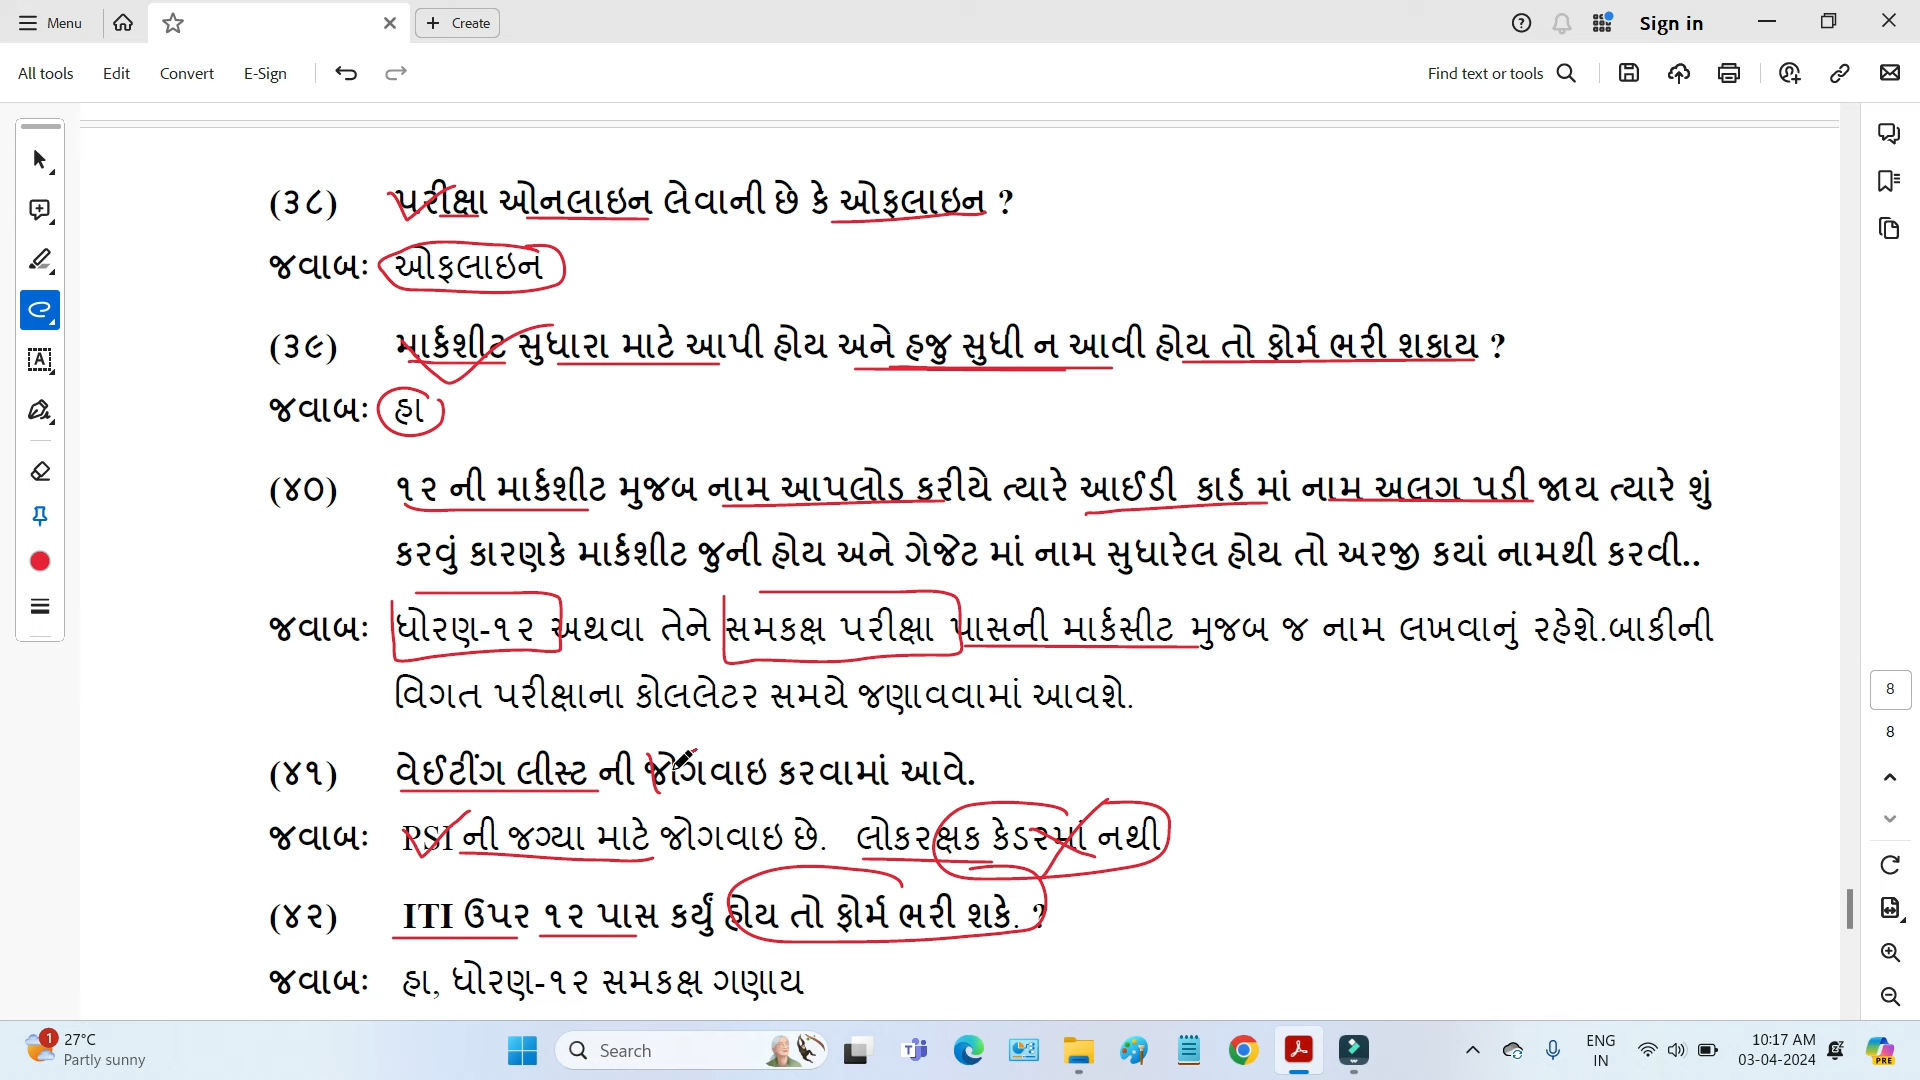 Menu
Create
Sign in
All tools
Edit
Convert
E-Sign
Find text or tools
(૩૮) પરીક્ષા ઓનલાઇન લેવાની છે કે ઓફલાઇન ?
જવાબઃ ઓફલાઇન
(૩૯) માર્કશીટ સુધારા માટે આપી હોય અને હજુ સુધી ન આવી હોય તો ફોર્મ ભરી શકાય ?
જવાબઃ હા
(૪૦) ૧૨ ની માર્કશીટ મુજબ નામ આપલોડ કરીયે ત્યારે આઈડી કાર્ડ માં નામ અલગ પડી જાય ત્યારે શું
કરવું કારણકે માર્કશીટ જુની હોય અને ગેજેટ માં નામ સુધારેલ હોય તો અરજી કયાં નામથી કરવી..
જવાબઃ ધોરણ-૧૨ અથવા તેને સમકક્ષ પરીક્ષા પાસની માર્કસીટ મુજબ જ નામ લખવાનું રહેશે.બાકીની
વિગત પરીક્ષાના કોલલેટર સમયે જણાવવામાં આવશે.
(૪૧) વેઈટીંગ લીસ્ટ ની જોગવાઇ કરવામાં આવે.
જવાબઃ PSI ની જગ્યા માટે જોગવાઇ છે. લોકરક્ષક કેડરમાં નથી
(૪૨) ITI ઉપર ૧૨ પાસ કર્યું હોય તો ફોર્મ ભરી શકે. ?
જવાબઃ હા, ધોરણ-૧૨ સમકક્ષ ગણાય
8
8
1
27°C
Partly sunny
Search
ENG
IN
10:17 AM
03-04-2024
PRE